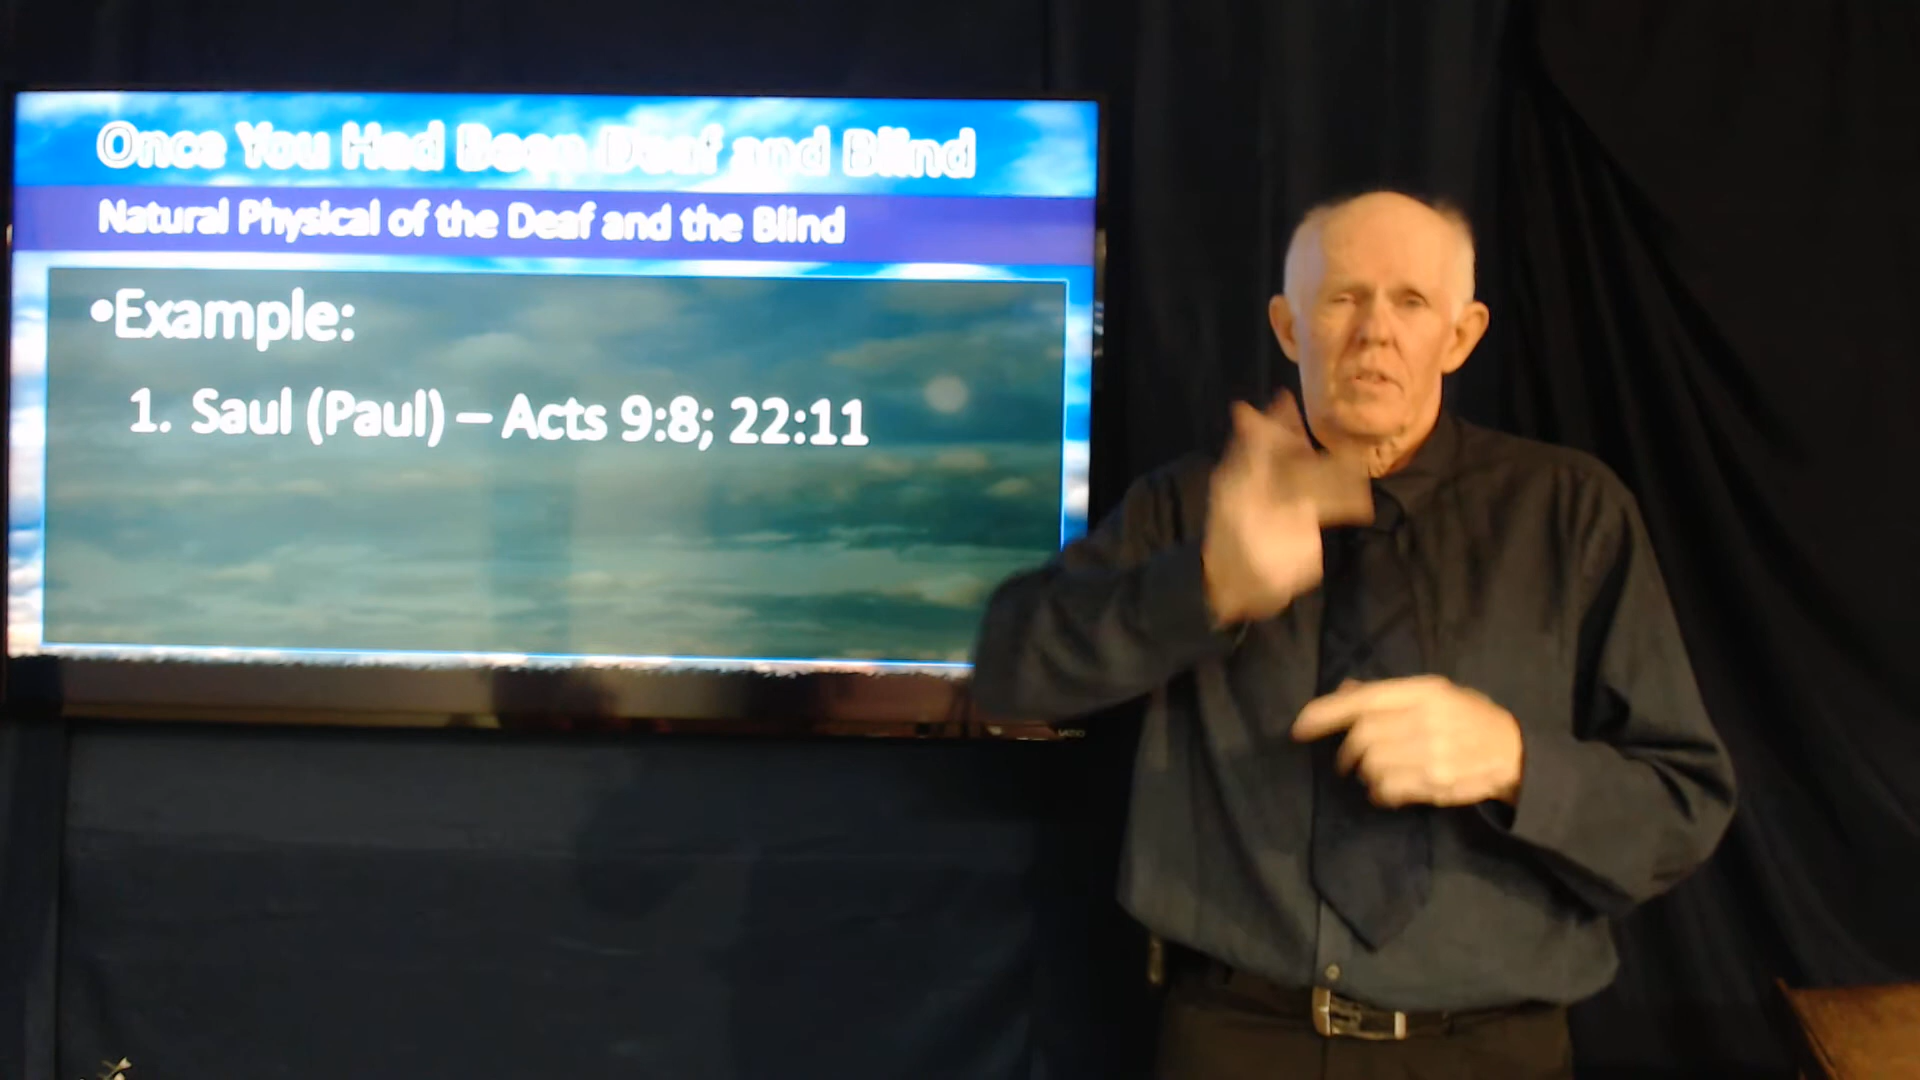 Once You Had Been Deaf and Blind
Natural Physical of the Deaf and the Blind
•Example:
1. Saul (Paul) – Acts 9:8; 22:11